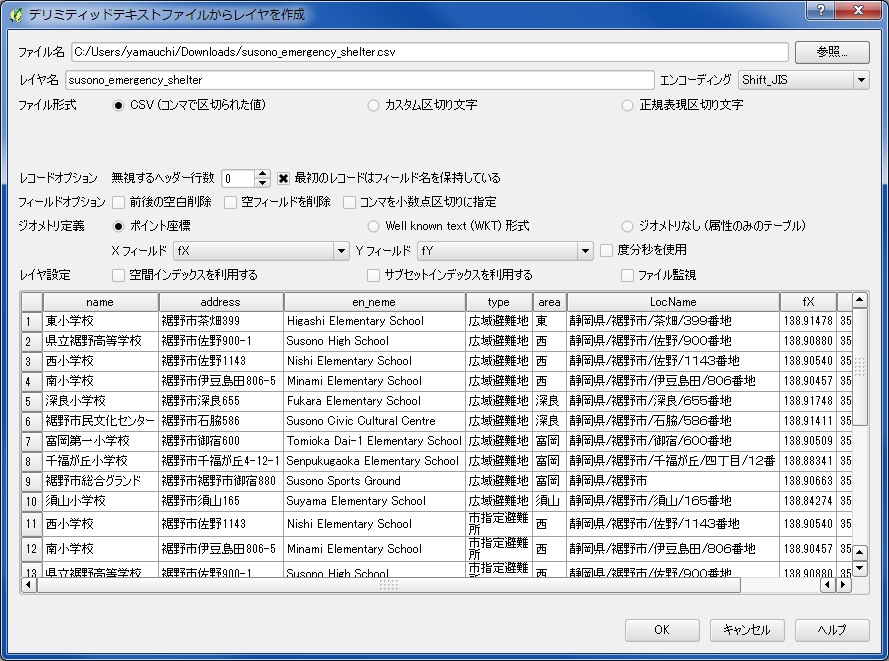 デリミティッドテキストファイルからレイヤを作成
ファイル名 C:/Users/yamauchi/Downloads/susono_emergency_shelter.csv 参照...
レイヤ名 susono_emergency_shelter エンコーディング Shift_JIS
ファイル形式 CSV (コンマで区切られた値) カスタム区切り文字 正規表現区切り文字
レコードオプション 無視するヘッダー行数 0 最初のレコードはフィールド名を保持している
フィールドオプション 前後の空白削除 空フィールドを削除 コンマを小数点区切りに指定
ジオメトリ定義 ポイント座標 Well known text (WKT) 形式 ジオメトリなし (属性のみのテーブル)
X フィールド fX Y フィールド fY 度分秒を使用
レイヤ設定 空間インデックスを利用する サブセットインデックスを利用する ファイル監視
name address en_neme type area LocName fX
1 東小学校 裾野市茶畑399 Higashi Elementary School 広域避難地 東 静岡県/裾野市/茶畑/399番地 138.91478 35
2 県立裾野高等学校 裾野市佐野900-1 Susono High School 広域避難地 西 静岡県/裾野市/佐野/900番地 138.90880 35
3 西小学校 裾野市佐野1143 Nishi Elementary School 広域避難地 西 静岡県/裾野市/佐野/1143番地 138.90540 35
4 南小学校 裾野市伊豆島田806-5 Minami Elementary School 広域避難地 西 静岡県/裾野市/伊豆島田/806番地 138.90457 35
5 深良小学校 裾野市深良655 Fukara Elementary School 広域避難地 深良 静岡県/裾野市/深良/655番地 138.91748 35
6 裾野市民文化センター 裾野市石脇586 Susono Civic Cultural Centre 広域避難地 深良 静岡県/裾野市/石脇/586番地 138.91411 35
7 富岡第一小学校 裾野市御宿600 Tomioka Dai-1 Elementary School 広域避難地 富岡 静岡県/裾野市/御宿/600番地 138.90509 35
8 千福が丘小学校 裾野市千福が丘4-12-1 Senpukugaoka Elementary School 広域避難地 富岡 静岡県/裾野市/千福が丘/四丁目/12番 138.88341 35
9 裾野市総合グランド 裾野市裾野市御宿880 Susono Sports Ground 広域避難地 富岡 静岡県/裾野市 138.90663 35
10 須山小学校 裾野市須山165 Suyama Elementary School 広域避難地 須山 静岡県/裾野市/須山/165番地 138.84274 35
11 西小学校 裾野市佐野1143 Nishi Elementary School 市指定避難所 西 静岡県/裾野市/佐野/1143番地 138.90540 35
12 南小学校 裾野市伊豆島田806-5 Minami Elementary School 市指定避難所 西 静岡県/裾野市/伊豆島田/806番地 138.90457 35
13 県立裾野高等学校 裾野市佐野900-1 Susono High School 市指定避難所 西 静岡県/裾野市/佐野/900番地 138.90880 35
OK キャンセル ヘルプ